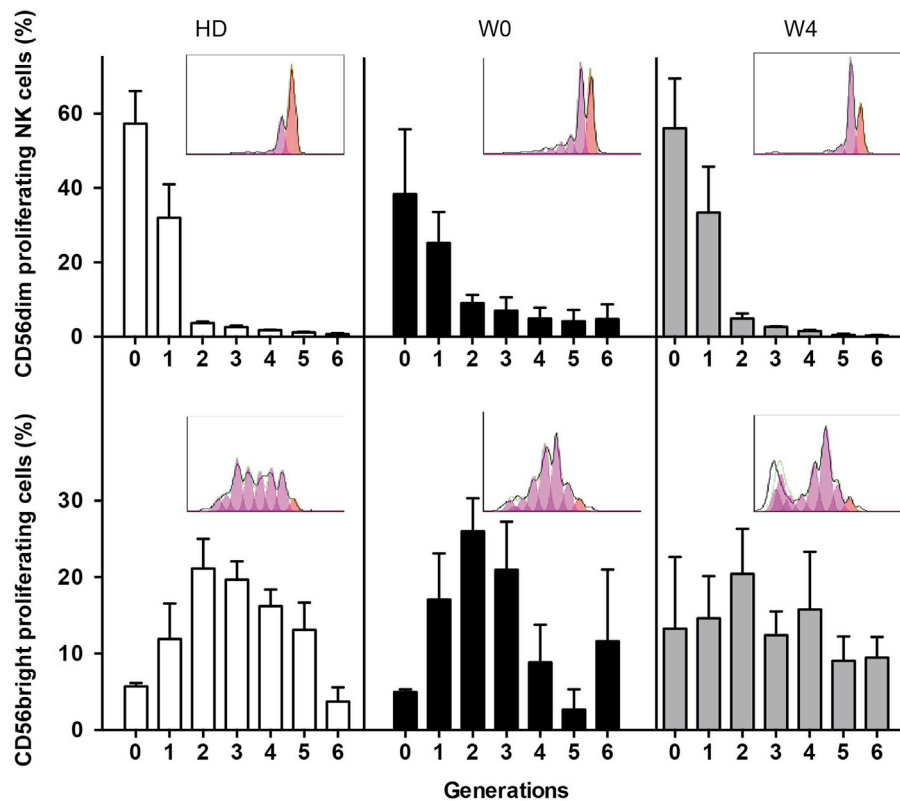 HD W0 W4
CD56dim proliferating NK cells (%)
60
40
20
0
0 1 2 3 4 5 6 0 1 2 3 4 5 6 0 1 2 3 4 5 6
CD56bright proliferating cells (%)
30
20
10
0
0 1 2 3 4 5 6 0 1 2 3 4 5 6 0 1 2 3 4 5 6
Generations